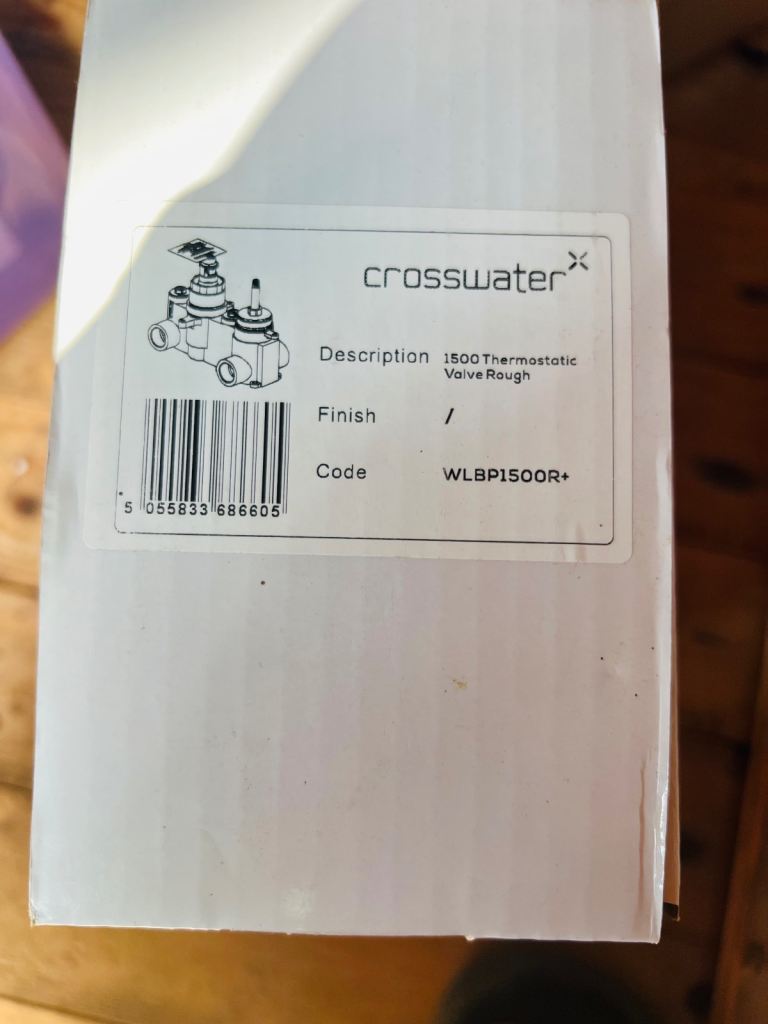 crosswater
Description 1500 Thermostatic
Valve Rough
Finish /
Code WLBP1500R+
5 055833 686605